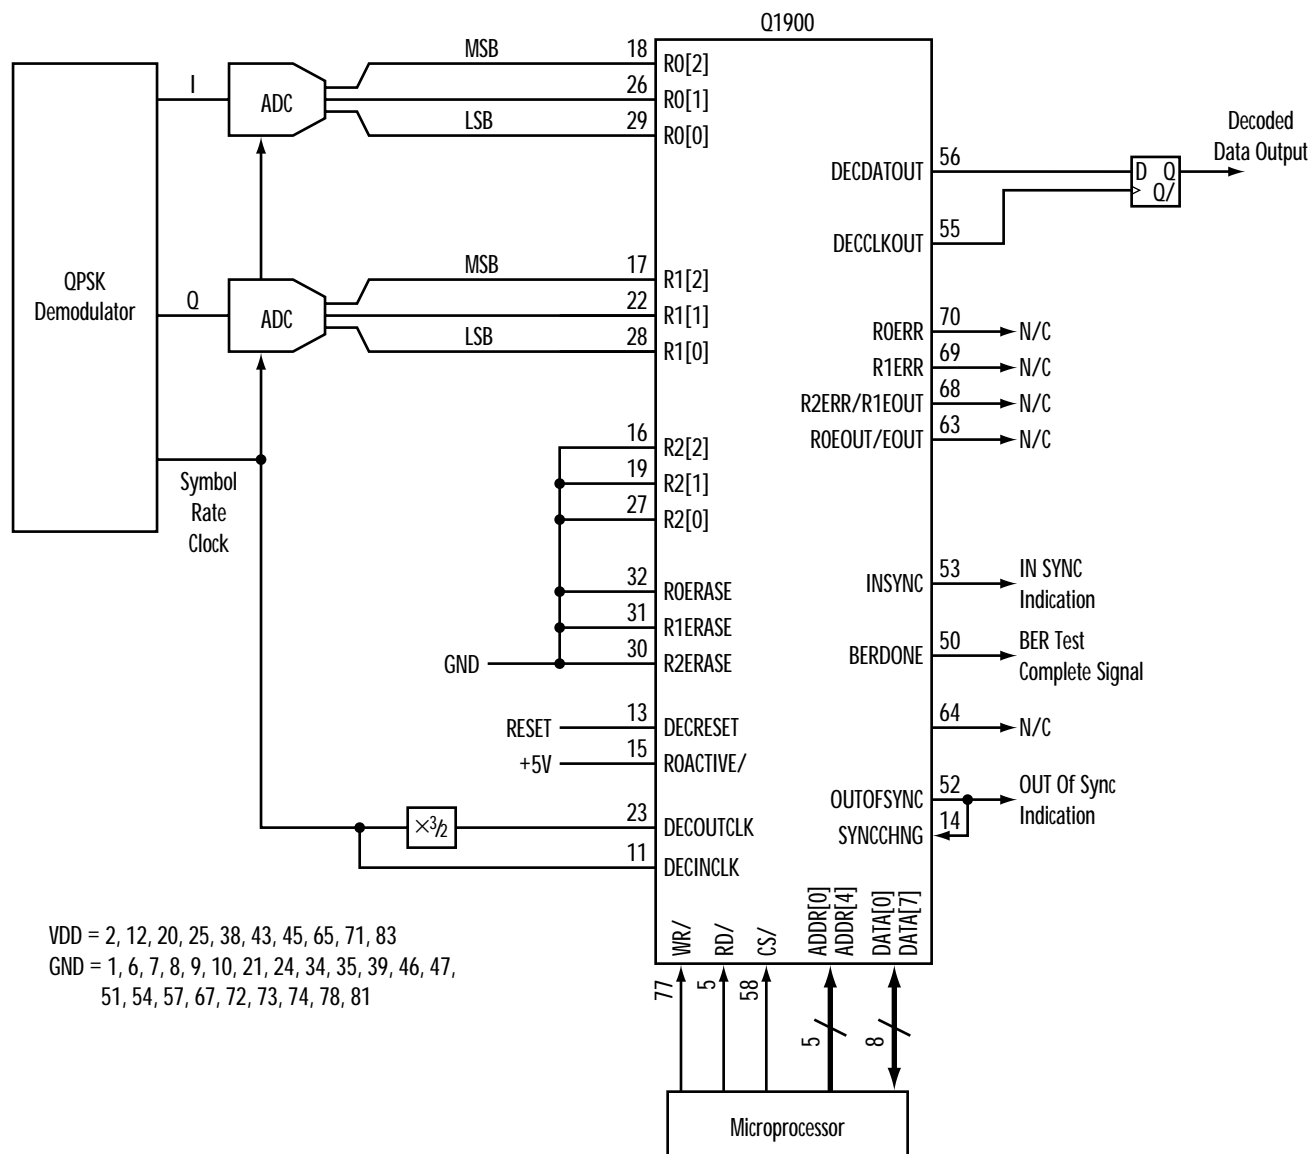 Q1900
QPSK
Demodulator
I
ADC
MSB
LSB
18
26
29
R0[2]
R0[1]
R0[0]
Q
ADC
MSB
LSB
17
22
28
R1[2]
R1[1]
R1[0]
Symbol
Rate
Clock
16
19
27
R2[2]
R2[1]
R2[0]
32
31
30
R0ERASE
R1ERASE
R2ERASE
GND
RESET
13
DECRESET
+5V
15
R0ACTIVE/
×3/2
23
DECOUTCLK
11
DECINCLK
DECDATOUT
56
DECCLKOUT
55
D Q
Q/
Decoded
Data Output
R0ERR
70
N/C
R1ERR
69
N/C
R2ERR/R1EOUT
68
N/C
R0EOUT/EOUT
63
N/C
INSYNC
53
IN SYNC
Indication
BERDONE
50
BER Test
Complete Signal
64
N/C
OUTOFSYNC
52
OUT Of Sync
Indication
SYNCCHNG
14
WR/
RD/
CS/
ADDR[0]
ADDR[4]
DATA[0]
DATA[7]
77
5
58
5
8
Microprocessor
VDD = 2, 12, 20, 25, 38, 43, 45, 65, 71, 83
GND = 1, 6, 7, 8, 9, 10, 21, 24, 34, 35, 39, 46, 47,
51, 54, 57, 67, 72, 73, 74, 78, 81